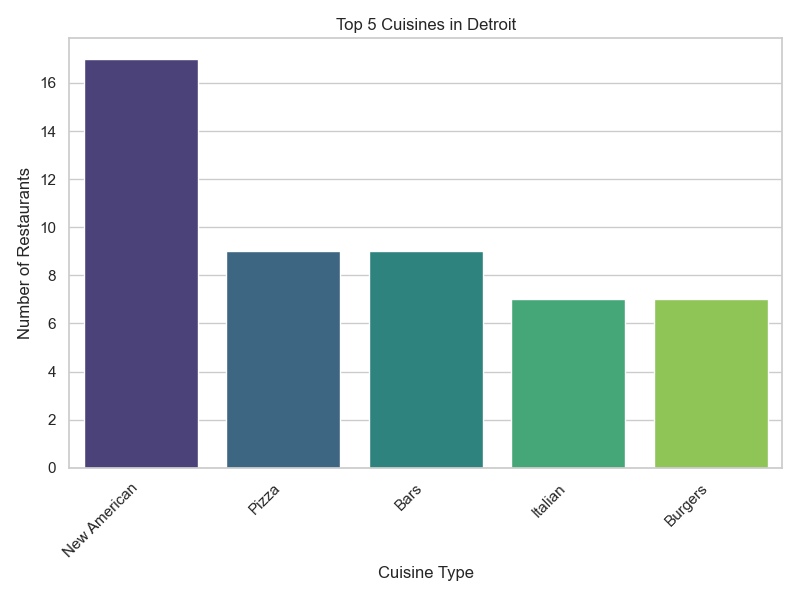 Top 5 Cuisines in Detroit
Number of Restaurants
16
14
12
10
8
6
4
2
0
New American
Pizza
Bars
Italian
Burgers
Cuisine Type